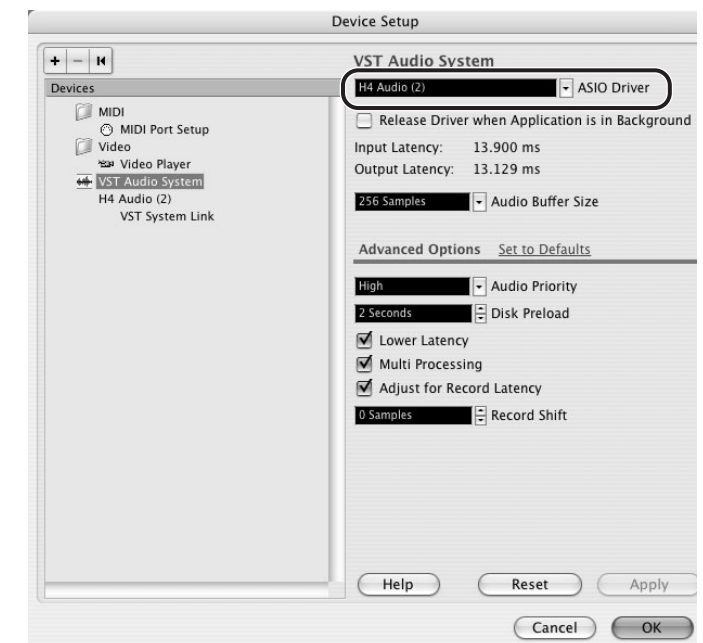 Device Setup
+ -
Devices
MIDI
MIDI Port Setup
Video
Video Player
VST Audio System
H4 Audio (2)
VST System Link
VST Audio System
H4 Audio (2) ASIO Driver
Release Driver when Application is in Background
Input Latency: 13.900 ms
Output Latency: 13.129 ms
256 Samples Audio Buffer Size
Advanced Options Set to Defaults
High Audio Priority
2 Seconds Disk Preload
Lower Latency
Multi Processing
Adjust for Record Latency
0 Samples Record Shift
Help Reset Apply
Cancel OK